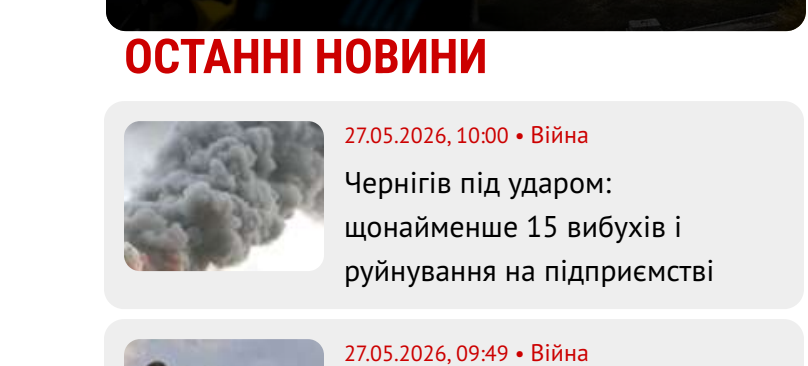 ОСТАННІ НОВИНИ
27.05.2026, 10:00 • Війна
Чернігів під ударом:
щонайменше 15 вибухів і
руйнування на підприємстві
27.05.2026, 09:49 • Війна